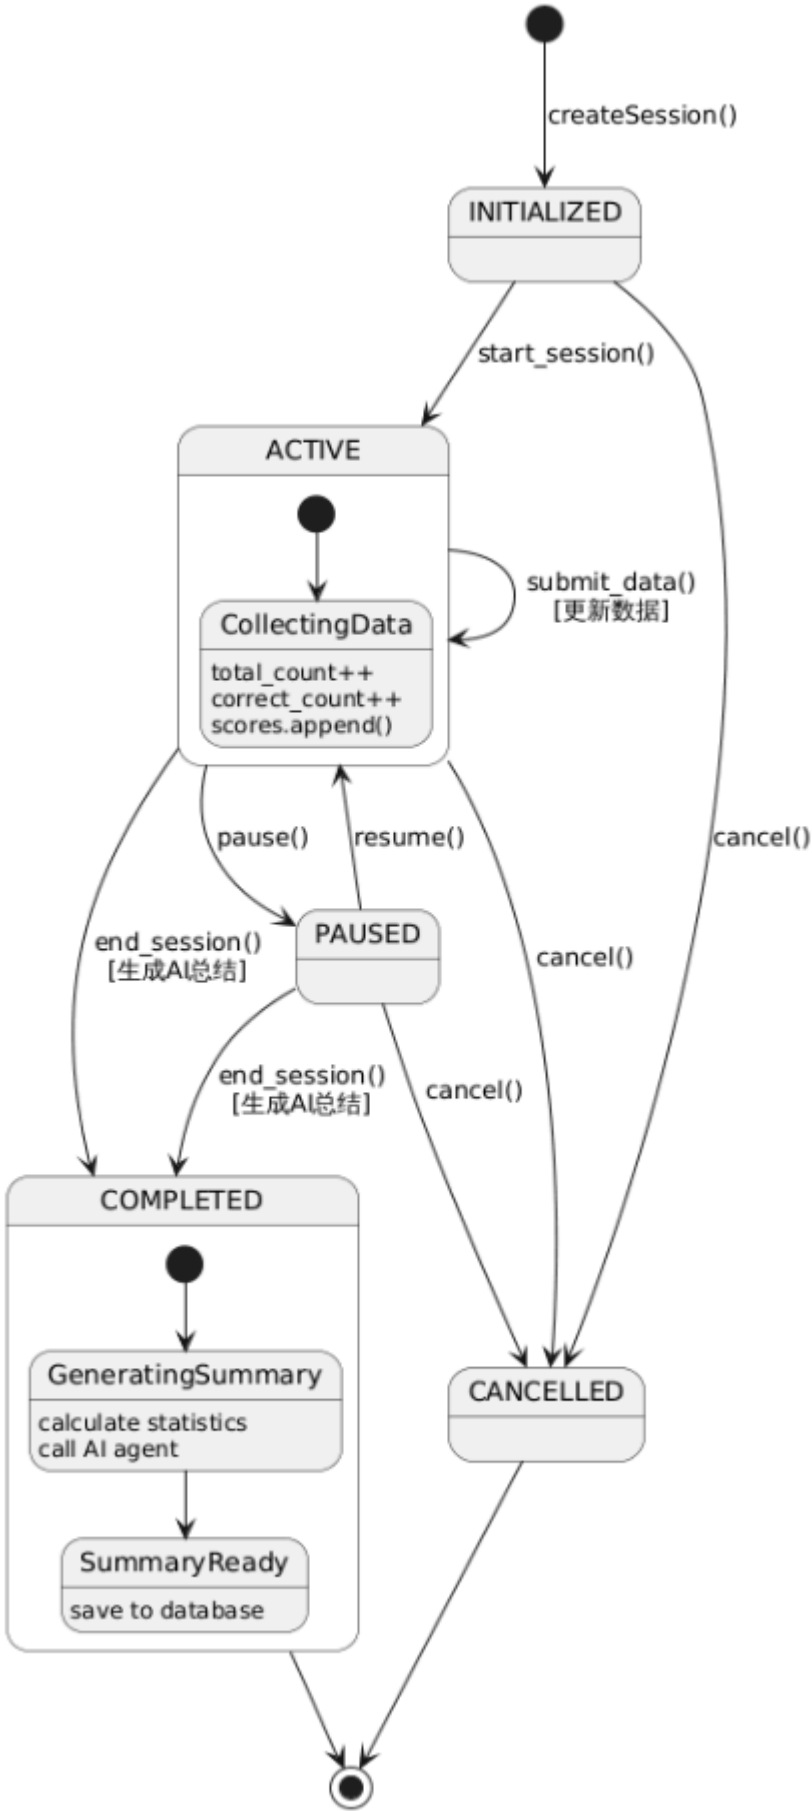 createSession()
INITIALIZED
start_session()
ACTIVE
submit_data()
[更新数据]
CollectingData
total_count++
correct_count++
scores.append()
pause()
resume()
cancel()
PAUSED
end_session()
[生成AI总结]
cancel()
end_session()
[生成AI总结]
cancel()
COMPLETED
GeneratingSummary
calculate statistics
call AI agent
CANCELLED
SummaryReady
save to database